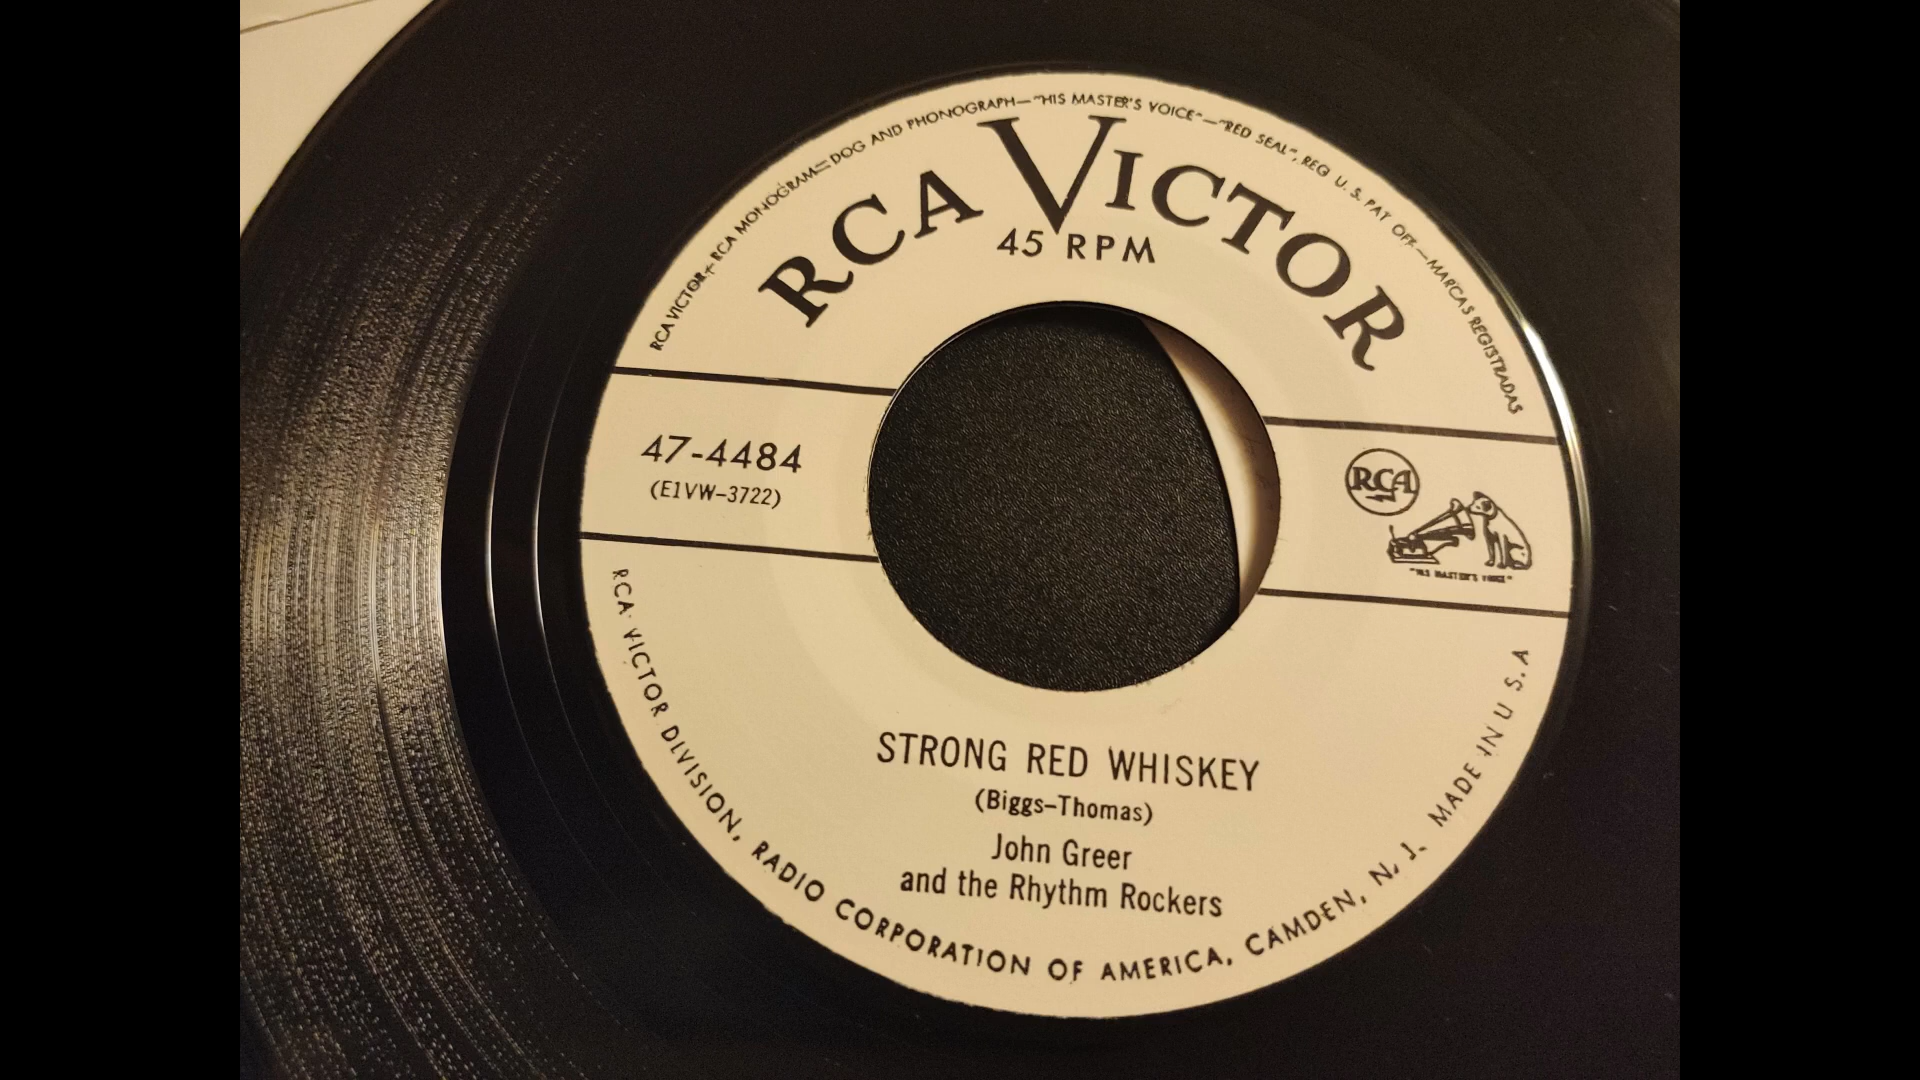 RCA VICTOR—RCA MONOGRAM—DOG AND PHONOGRAPH—"HIS MASTER'S VOICE"—"RED SEAL", REG U. S. PAT OFF.—MARCAS REGISTRADAS
RCA VICTOR
45 RPM
47-4484
(E1VW-3722)
RCA
"HIS MASTER'S VOICE"
STRONG RED WHISKEY
(Biggs-Thomas)
John Greer
and the Rhythm Rockers
RCA VICTOR DIVISION, RADIO CORPORATION OF AMERICA, CAMDEN, N. J. MADE IN U S. A